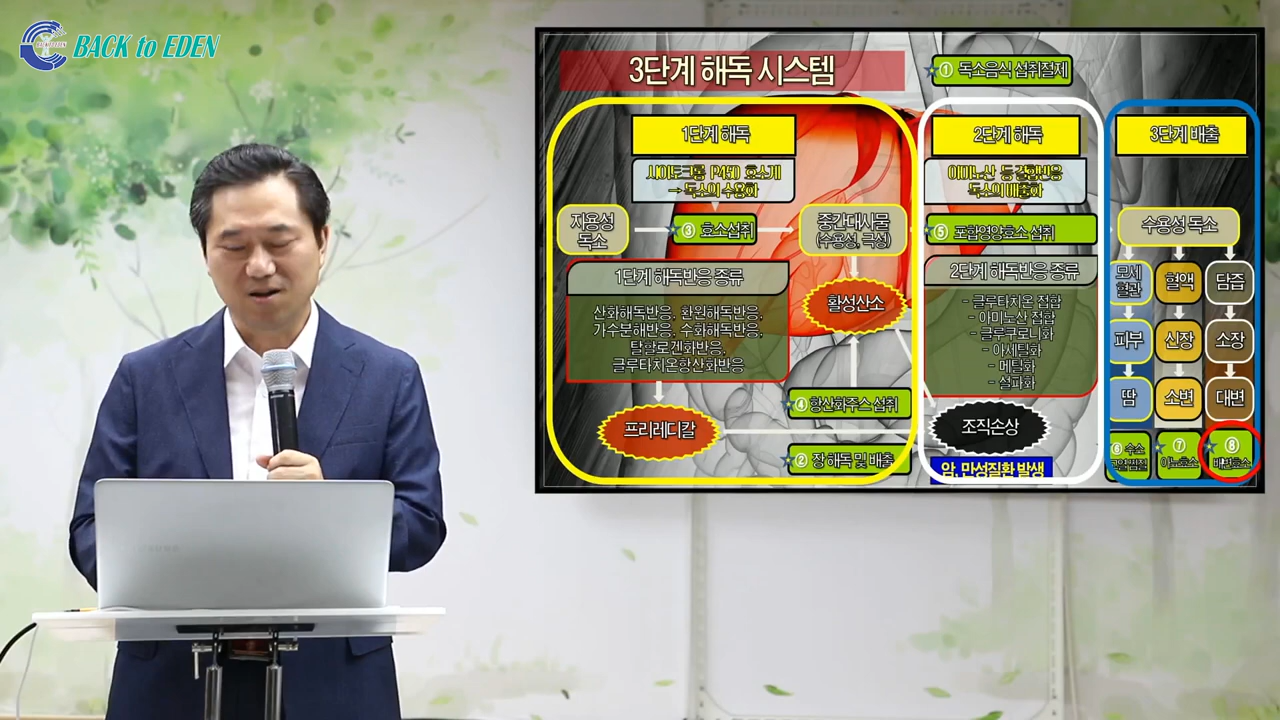 BACK to EDEN
3단계 해독 시스템
① 독소음식 섭취절제
1단계 해독
사이토크롬 P450 효소계
→ 독소의 수용화
지용성
독소
③ 효소섭취
중간대사물
(수용성, 극성)
1단계 해독반응 종류
산화해독반응, 환원해독반응,
가수분해반응, 수화해독반응,
탈할로겐화반응,
글루타치온항산화반응
활성산소
④ 항산화주스 섭취
프리레디칼
② 장 해독 및 배출
2단계 해독
아미노산 등 결합반응
독소의 배출화
⑤ 포합영양효소 섭취
2단계 해독반응 종류
- 글루타치온 접합
- 아미노산 접합
- 글루쿠로니화
- 아세틸화
- 메틸화
- 설파화
조직손상
암, 만성질환 발생
3단계 배출
수용성 독소
모세
혈관
혈액
담즙
피부
신장
소장
땀
소변
대변
⑥ 수소
⑦
이뇨효소
⑧
배변효소